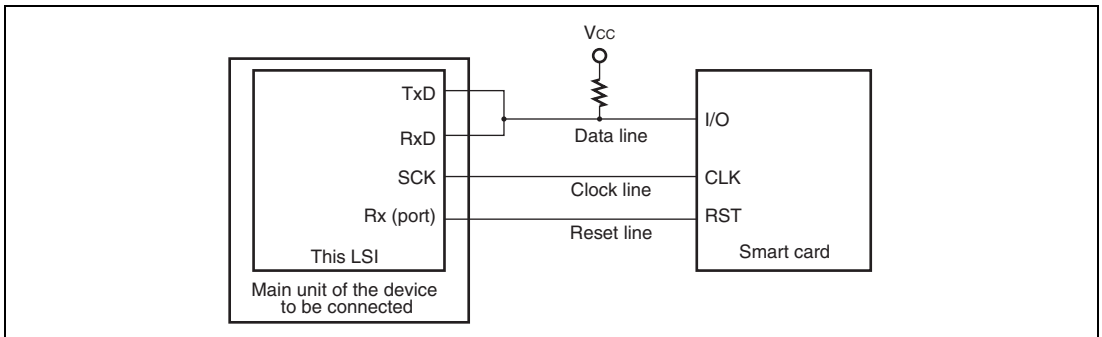 Vcc
TxD
RxD
SCK
Rx (port)
This LSI
Main unit of the device
to be connected
Data line
Clock line
Reset line
I/O
CLK
RST
Smart card